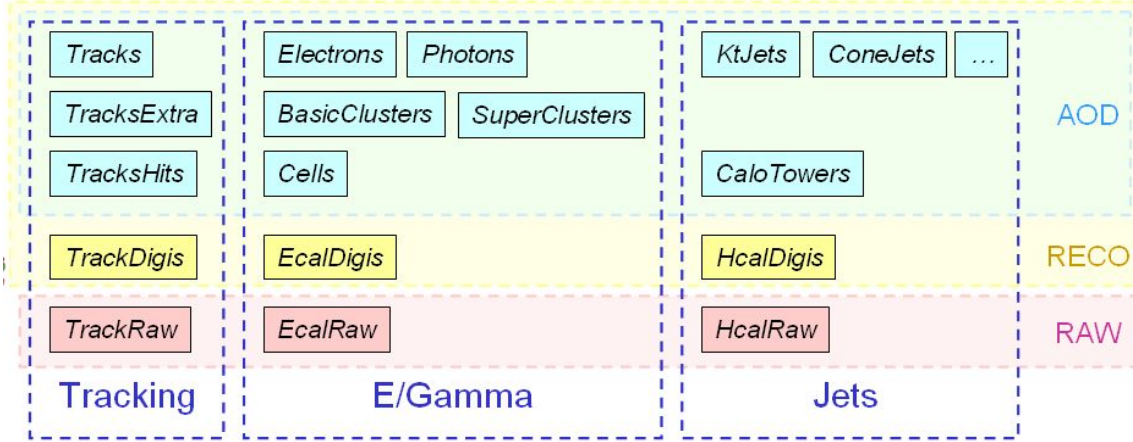 Tracks Electrons Photons KtJets ConeJets ...
TracksExtra BasicClusters SuperClusters AOD
TracksHits Cells CaloTowers
TrackDigis EcalDigis HcalDigis RECO
TrackRaw EcalRaw HcalRaw RAW
Tracking E/Gamma Jets